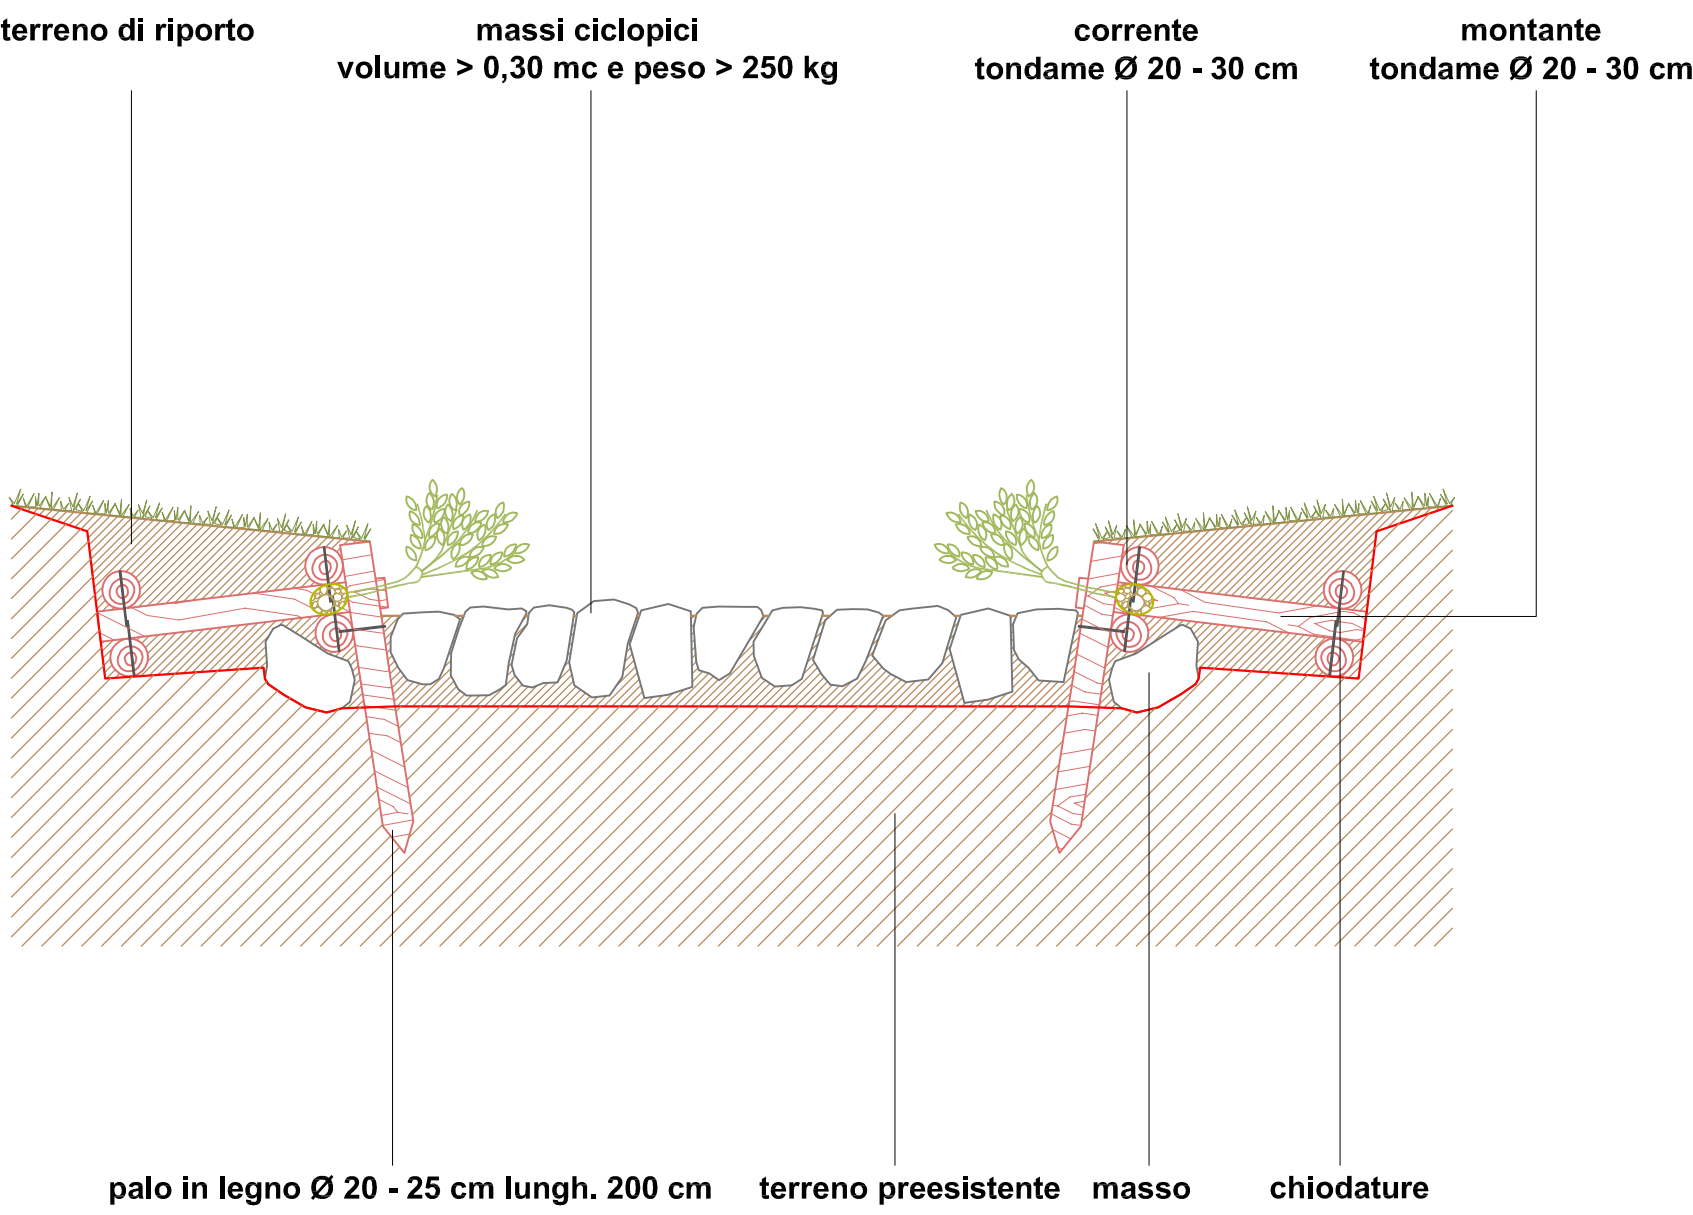 terreno di riporto
massi ciclopici
volume > 0,30 mc e peso > 250 kg
corrente
tondame Ø 20 - 30 cm
montante
tondame Ø 20 - 30 cm
palo in legno Ø 20 - 25 cm lungh. 200 cm
terreno preesistente
masso
chiodature